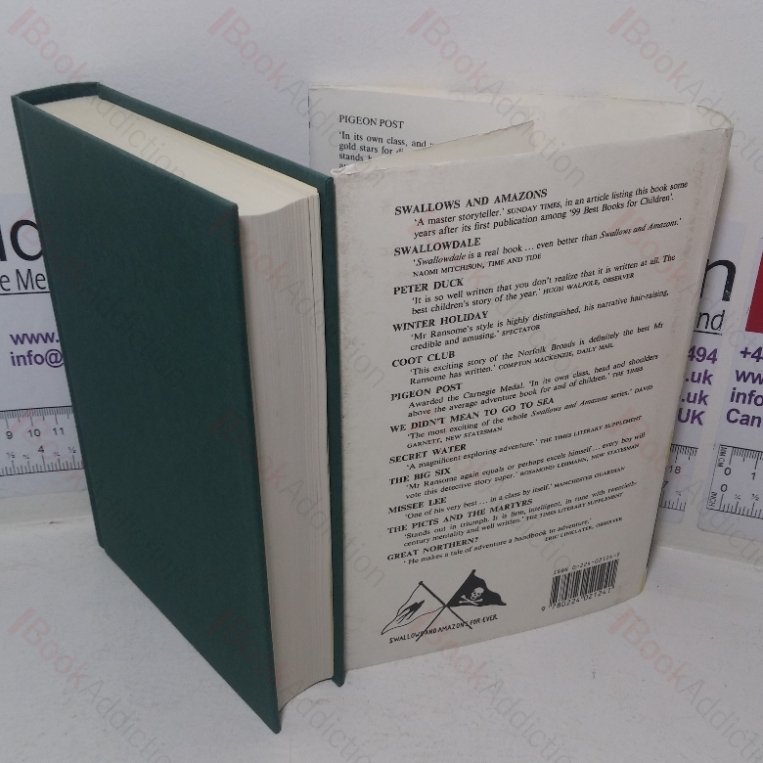 PIGEON POST
'In its own class, and
gold stars for
stands
SWALLOWS AND AMAZONS
'A master storyteller.' SUNDAY TIMES, in an article listing this book some
years after its first publication among '99 Best Books for Children'.
SWALLOWDALE
'Swallowdale is a real book ... even better than Swallows and Amazons.'
NAOMI MITCHISON, TIME AND TIDE
PETER DUCK
'It is so well written that you don't realize that it is written at all. The
best children's story of the year.' HUGH WALPOLE, OBSERVER
WINTER HOLIDAY
'Mr Ransome's style is highly distinguished, his narrative hair-raising,
credible and amusing.' SPECTATOR
COOT CLUB
'This exciting story of the Norfolk Broads is definitely the best Mr
Ransome has written.' COMPTON MACKENZIE, DAILY MAIL
PIGEON POST
Awarded the Carnegie Medal. 'In its own class, head and shoulders
above the average adventure book for and of children.' THE TIMES
WE DIDN'T MEAN TO GO TO SEA
'The most exciting of the whole Swallows and Amazons series.' DAVID
GARNETT, NEW STATESMAN
SECRET WATER
'A magnificent exploring adventure.' THE TIMES LITERARY SUPPLEMENT
THE BIG SIX
'Mr Ransome again equals or perhaps excels himself ... every boy will
vote this detective story super.' ROSAMOND LEHMANN, NEW STATESMAN
MISSEE LEE
'One of his very best ... in a class by itself.' MANCHESTER GUARDIAN
THE PICTS AND THE MARTYRS
'Stands out in triumph. It is firm, intelligent, in tune with twentieth-
century mentality and well written.' THE TIMES LITERARY SUPPLEMENT
GREAT NORTHERN?
'He makes a tale of adventure a handbook to adventure.'
ERIC LINKLATER, OBSERVER
SWALLOWS AND AMAZONS FOR EVER
ISBN 0-224-02124-7
9 780224 02124
www.
info@
9 10 11
494
.uk
.uk
UK
+4
ww
info
Can
BookAddiction